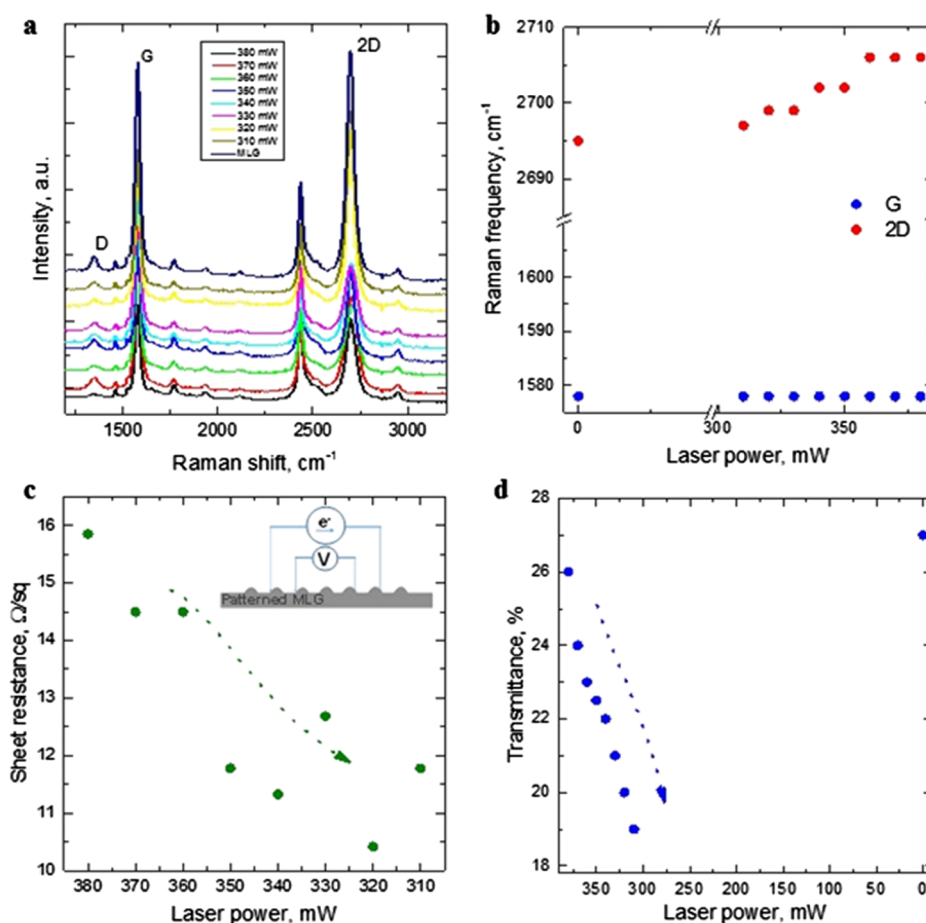 a
G
2D
D
380 mW
370 mW
360 mW
350 mW
340 mW
330 mW
320 mW
310 mW
MLG
Intensity, a.u.
1500 2000 2500 3000
Raman shift, cm⁻¹
b
2710
2700
2690
1600
1590
1580
G
2D
Raman frequency, cm⁻¹
0 300 350
Laser power, mW
c
16
15
14
13
12
11
10
e⁻
V
Patterned MLG
Sheet resistance, Ω/sq
380 370 360 350 340 330 320 310
Laser power, mW
d
28
26
24
22
20
18
Transmittance, %
350 300 250 200 150 100 50 0
Laser power, mW